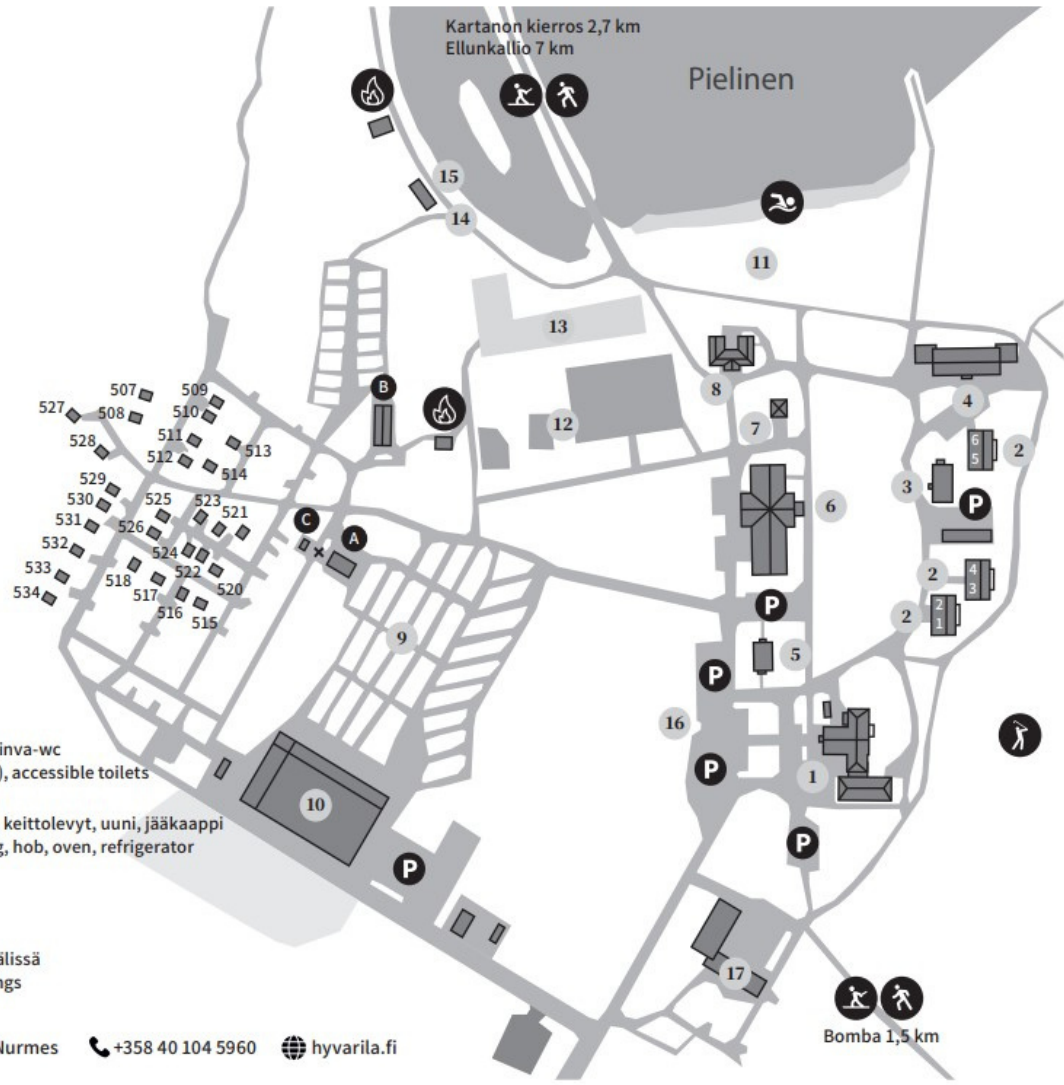 Kartanon kierros 2,7 km
Ellunkallio 7 km
Pielinen
15
14
11
13
B
8
4
507
509
527
508
510
12
7
6
5
2
511
513
528
512
514
3
P
529
525
523
530
521
6
531
526
C
A
532
524
522
2
4
3
533
518
520
534
517
516
515
2
2
1
P
9
5
P
16
inva-wc
), accessible toilets
P
1
10
keittolevyt, uuni, jääkaappi
g, hob, oven, refrigerator
P
P
älissä
ngs
17
Nurmes
+358 40 104 5960
hyvarila.fi
Bomba 1,5 km